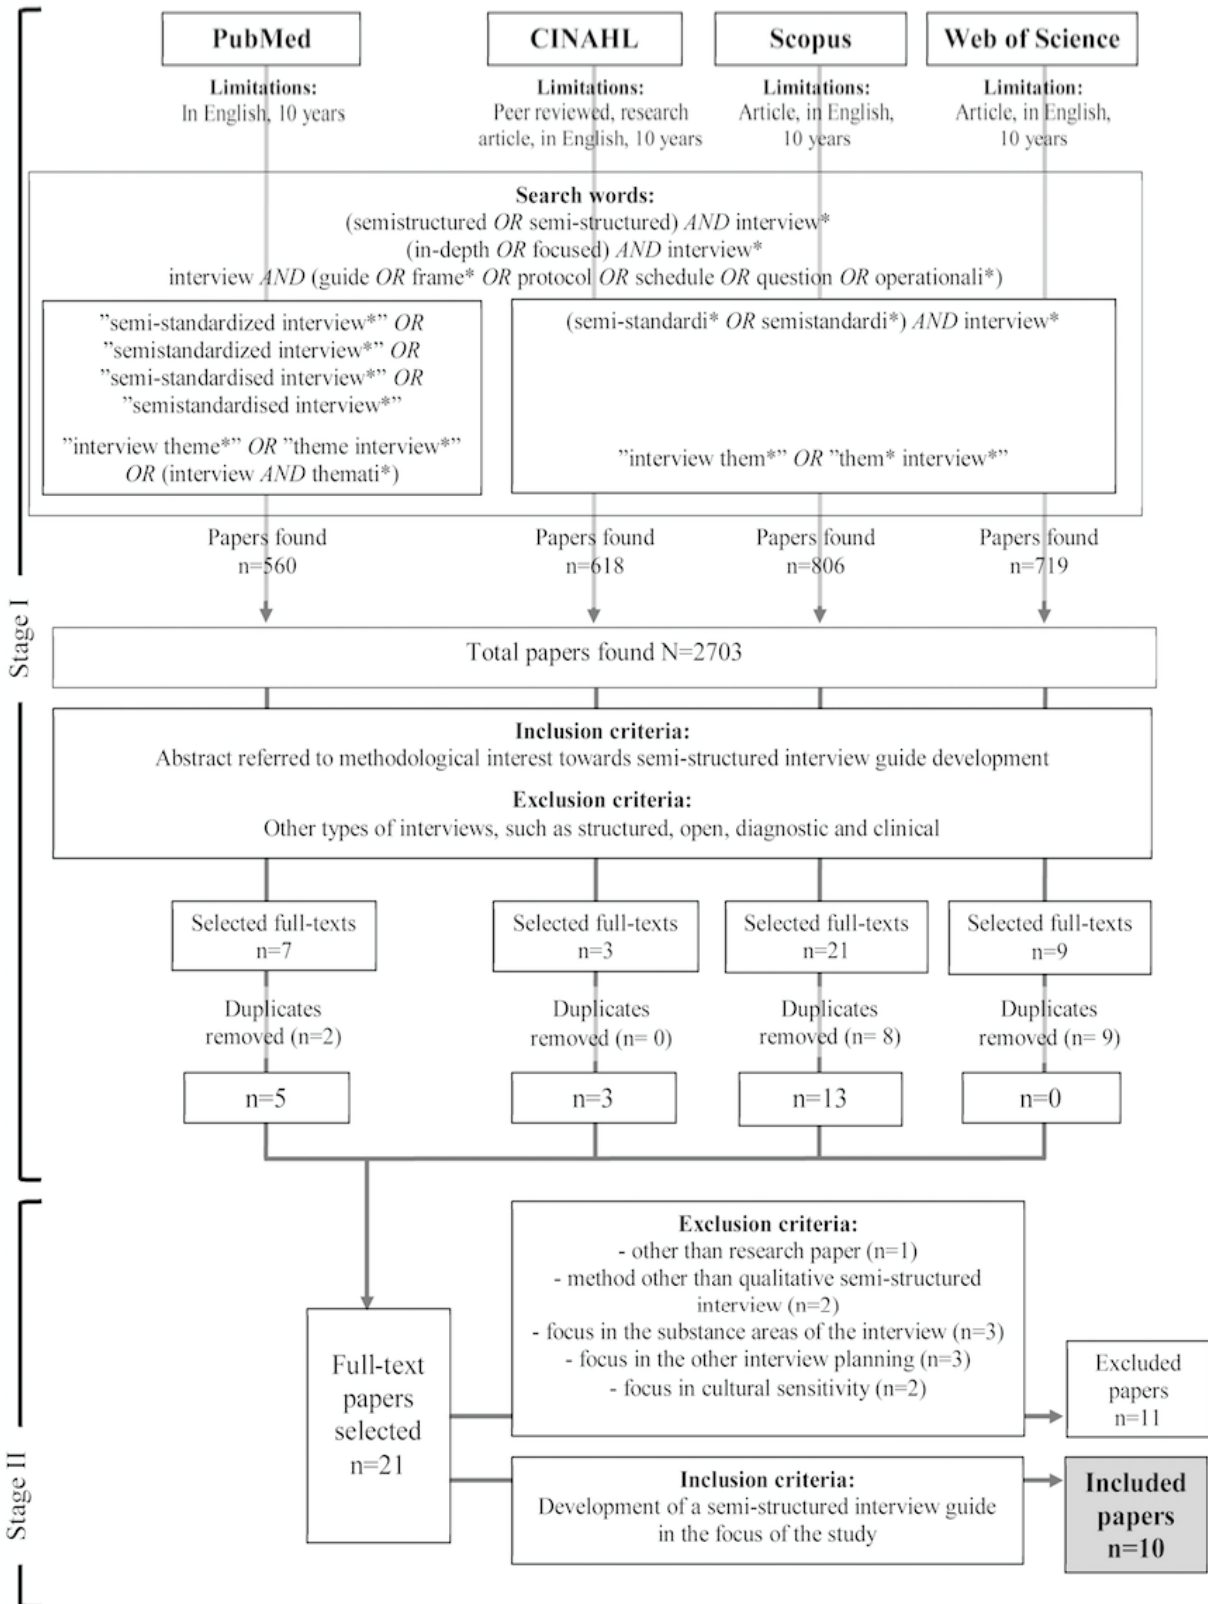 PubMed
CINAHL
Scopus
Web of Science
Limitations:
In English, 10 years
Limitations:
Peer reviewed, research
article, in English, 10 years
Limitations:
Article, in English,
10 years
Limitation:
Article, in English,
10 years
Search words:
(semistructured OR semi-structured) AND interview*
(in-depth OR focused) AND interview*
interview AND (guide OR frame* OR protocol OR schedule OR question OR operationali*)
”semi-standardized interview*” OR
”semistandardized interview*” OR
”semi-standardised interview*” OR
”semistandardised interview*”
”interview theme*” OR ”theme interview*”
OR (interview AND themati*)
(semi-standardi* OR semistandardi*) AND interview*
”interview them*” OR ”them* interview*”
Papers found
n=560
Papers found
n=618
Papers found
n=806
Papers found
n=719
Stage I
Total papers found N=2703
Inclusion criteria:
Abstract referred to methodological interest towards semi-structured interview guide development
Exclusion criteria:
Other types of interviews, such as structured, open, diagnostic and clinical
Selected full-texts
n=7
Selected full-texts
n=3
Selected full-texts
n=21
Selected full-texts
n=9
Duplicates
removed (n=2)
Duplicates
removed (n= 0)
Duplicates
removed (n= 8)
Duplicates
removed (n= 9)
n=5
n=3
n=13
n=0
Stage II
Full-text
papers
selected
n=21
Exclusion criteria:
- other than research paper (n=1)
- method other than qualitative semi-structured
interview (n=2)
- focus in the substance areas of the interview (n=3)
- focus in the other interview planning (n=3)
- focus in cultural sensitivity (n=2)
Excluded
papers
n=11
Inclusion criteria:
Development of a semi-structured interview guide
in the focus of the study
Included
papers
n=10